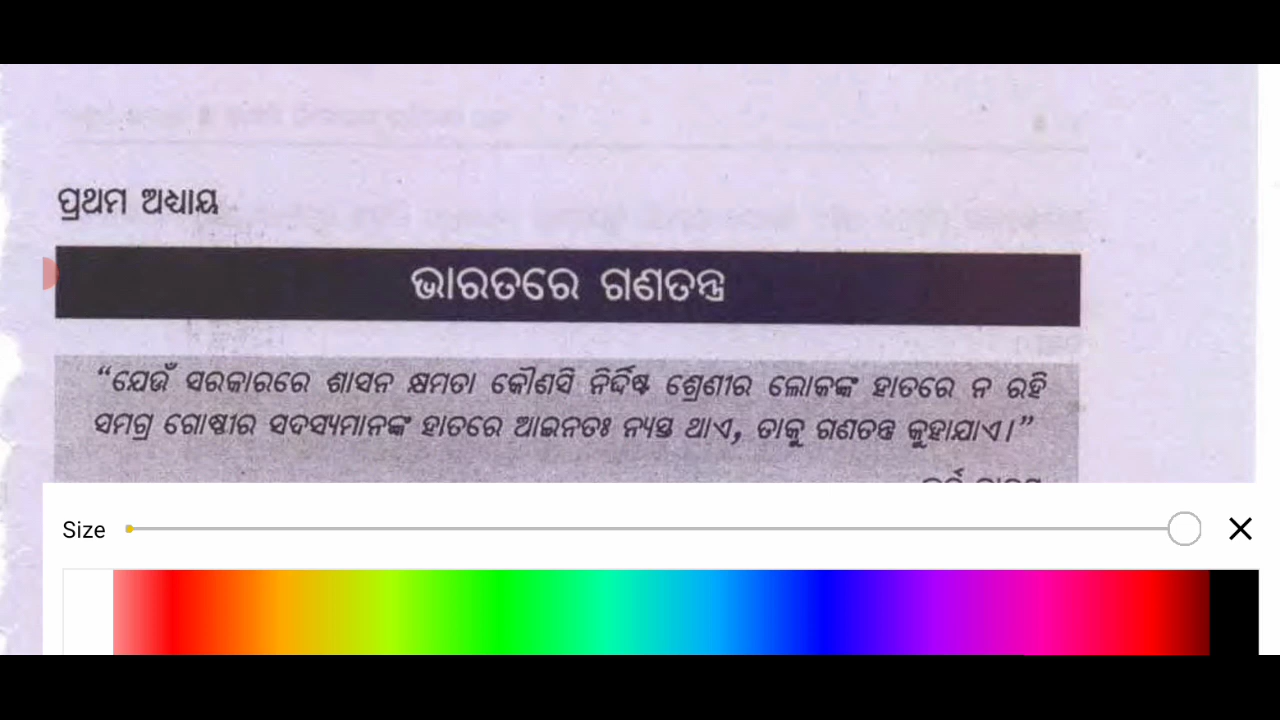 ପ୍ରଥମ ଅଧ୍ୟାୟ
ଭାରତରେ ଗଣତନ୍ତ୍ର
“ଯେଉଁ ସରକାରରେ ଶାସନ କ୍ଷମତା କୌଣସି ନିର୍ଦ୍ଦିଷ୍ଟ ଶ୍ରେଣୀର ଲୋକଙ୍କ ହାତରେ ନ ରହି
ସମଗ୍ର ଗୋଷ୍ଠୀର ସଦସ୍ୟମାନଙ୍କ ହାତରେ ଆଇନତଃ ନ୍ୟସ୍ତ ଥାଏ, ତାକୁ ଗଣତନ୍ତ୍ର କୁହାଯାଏ।”
Size